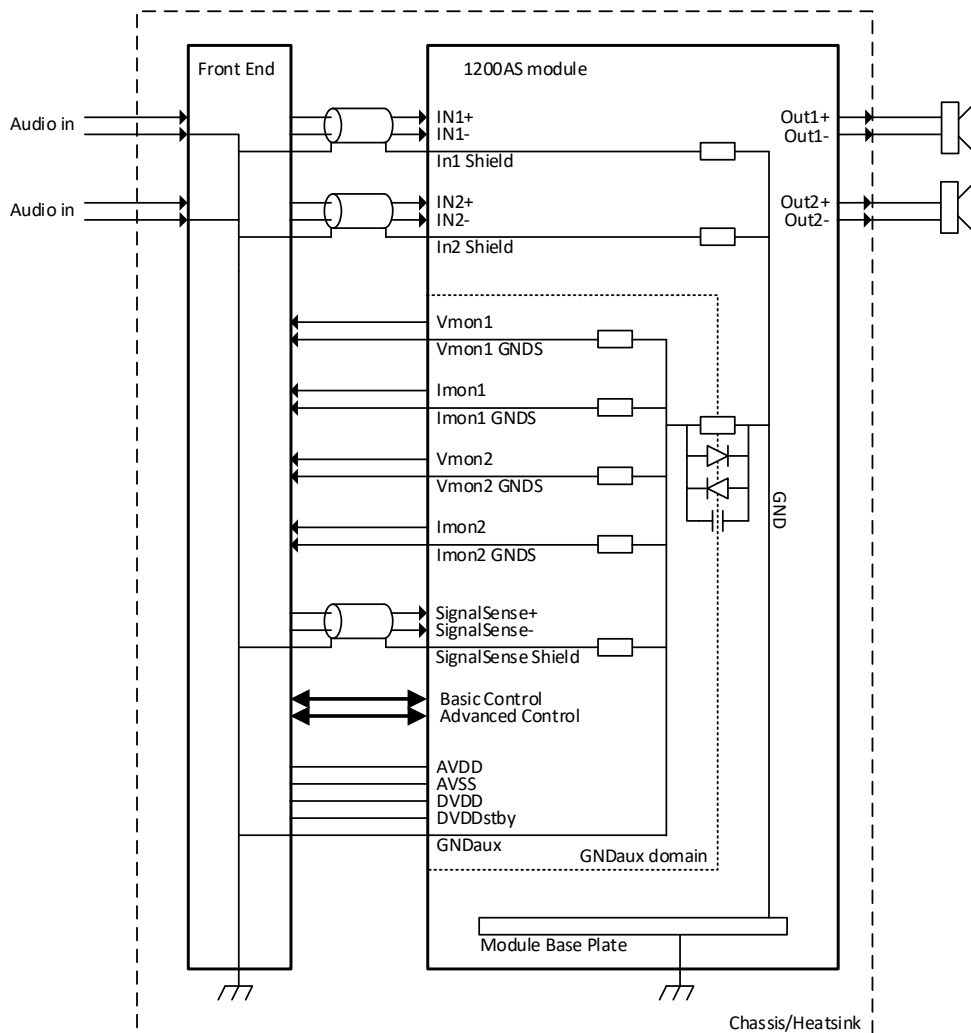 Front End
1200AS module
Audio in
IN1+
IN1-
In1 Shield
Out1+
Out1-
Audio in
IN2+
IN2-
In2 Shield
Out2+
Out2-
Vmon1
Vmon1 GNDS
Imon1
Imon1 GNDS
Vmon2
Vmon2 GNDS
Imon2
Imon2 GNDS
GND
SignalSense+
SignalSense-
SignalSense Shield
Basic Control
Advanced Control
AVDD
AVSS
DVDD
DVDDstby
GNDaux
GNDaux domain
Module Base Plate
Chassis/Heatsink